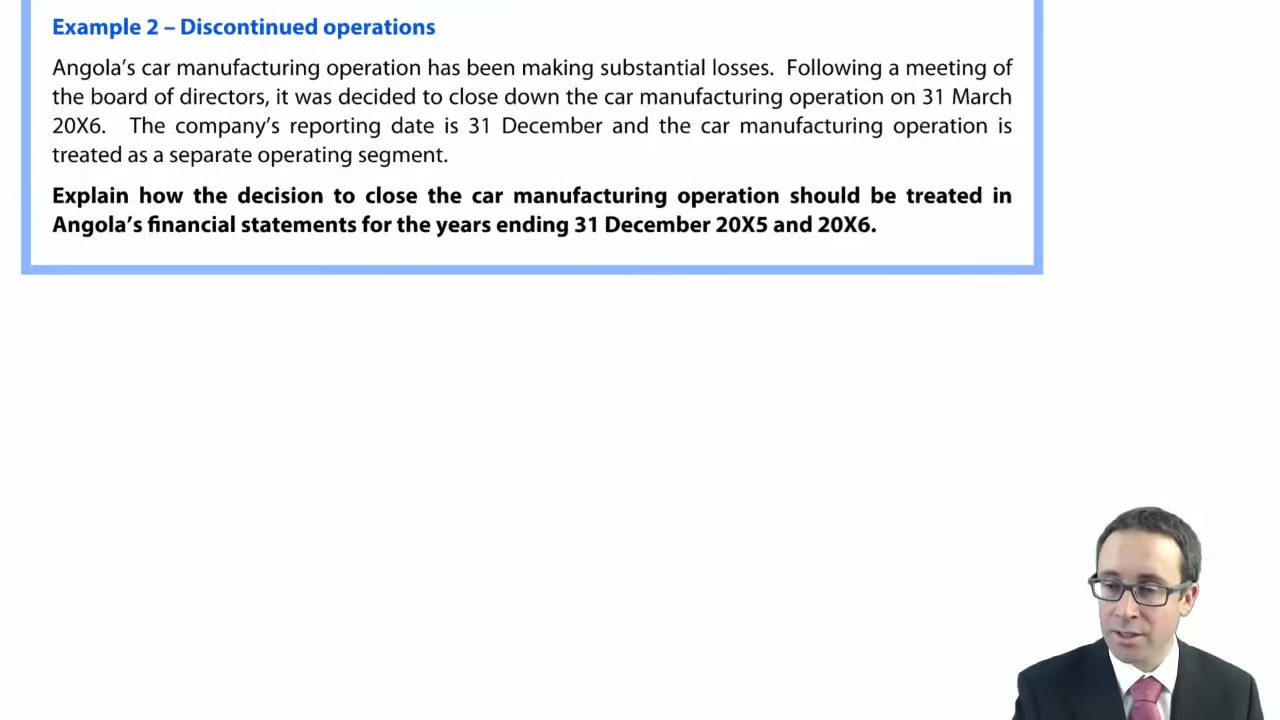 Example 2 – Discontinued operations
Angola’s car manufacturing operation has been making substantial losses. Following a meeting of
the board of directors, it was decided to close down the car manufacturing operation on 31 March
20X6. The company’s reporting date is 31 December and the car manufacturing operation is
treated as a separate operating segment.
Explain how the decision to close the car manufacturing operation should be treated in
Angola’s financial statements for the years ending 31 December 20X5 and 20X6.